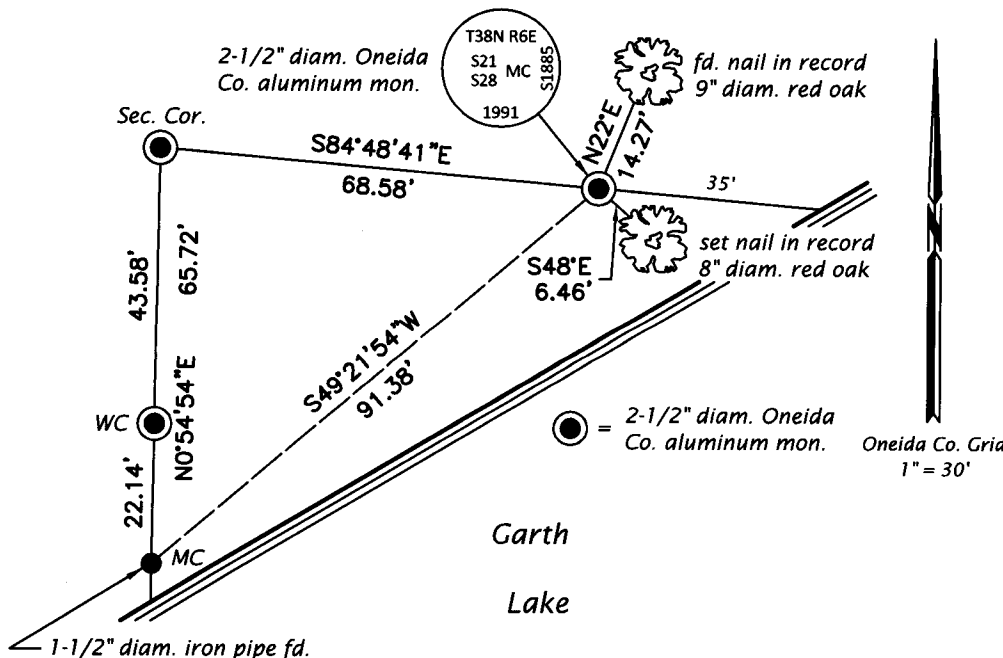 2-1/2" diam. Oneida
Co. aluminum mon.
T38N R6E
S21
S28
MC
S1885
1991
fd. nail in record
9" diam. red oak
Sec. Cor.
S84°48'41"E
68.58'
N22°E
14.27'
35'
set nail in record
8" diam. red oak
S48°E
6.46'
43.58'
65.72'
N0°54'54"E
S49°21'54"W
91.38'
WC
22.14'
MC
= 2-1/2" diam. Oneida
Co. aluminum mon.
N
Oneida Co. Grid
1" = 30'
Garth
Lake
1-1/2" diam. iron pipe fd.